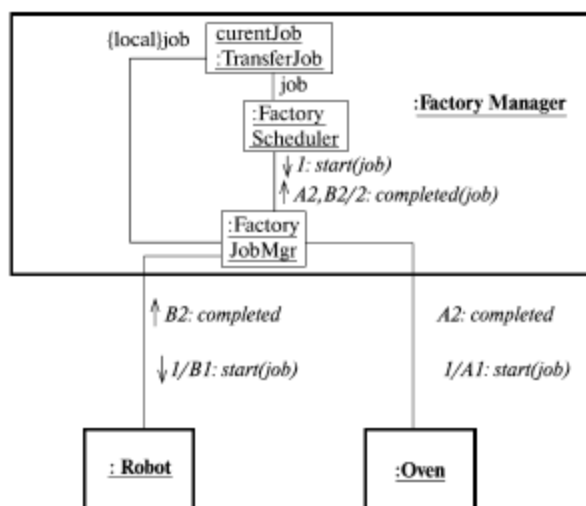 {local}job
curentJob
:TransferJob
job
:Factory Manager
:Factory
Scheduler
1: start(job)
A2,B2/2: completed(job)
:Factory
JobMgr
B2: completed
A2: completed
1/B1: start(job)
1/A1: start(job)
: Robot
:Oven